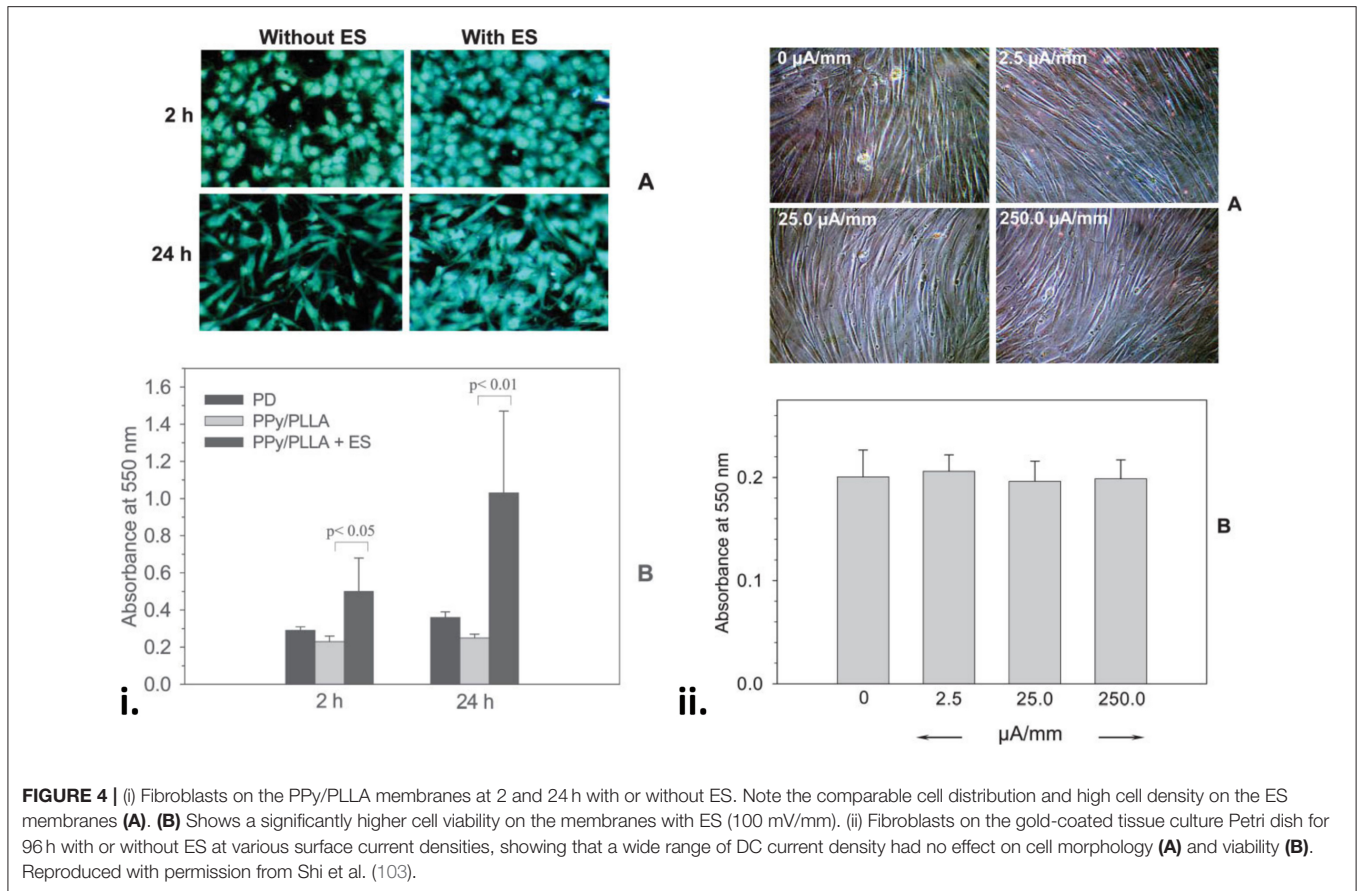 Without ES
With ES
2 h
24 h
A
0 µA/mm
2.5 µA/mm
25.0 µA/mm
250.0 µA/mm
A
Absorbance at 550 nm
1.6
1.4
1.2
1.0
0.8
0.6
0.4
0.2
0.0
PD
PPy/PLLA
PPy/PLLA + ES
p< 0.05
p< 0.01
2 h
24 h
B
i.
Absorbance at 550 nm
0.2
0.1
0.0
0
2.5
25.0
250.0
µA/mm
B
ii.
FIGURE 4 | (i) Fibroblasts on the PPy/PLLA membranes at 2 and 24 h with or without ES. Note the comparable cell distribution and high cell density on the ES
membranes (A). (B) Shows a significantly higher cell viability on the membranes with ES (100 mV/mm). (ii) Fibroblasts on the gold-coated tissue culture Petri dish for
96 h with or without ES at various surface current densities, showing that a wide range of DC current density had no effect on cell morphology (A) and viability (B).
Reproduced with permission from Shi et al. (103).